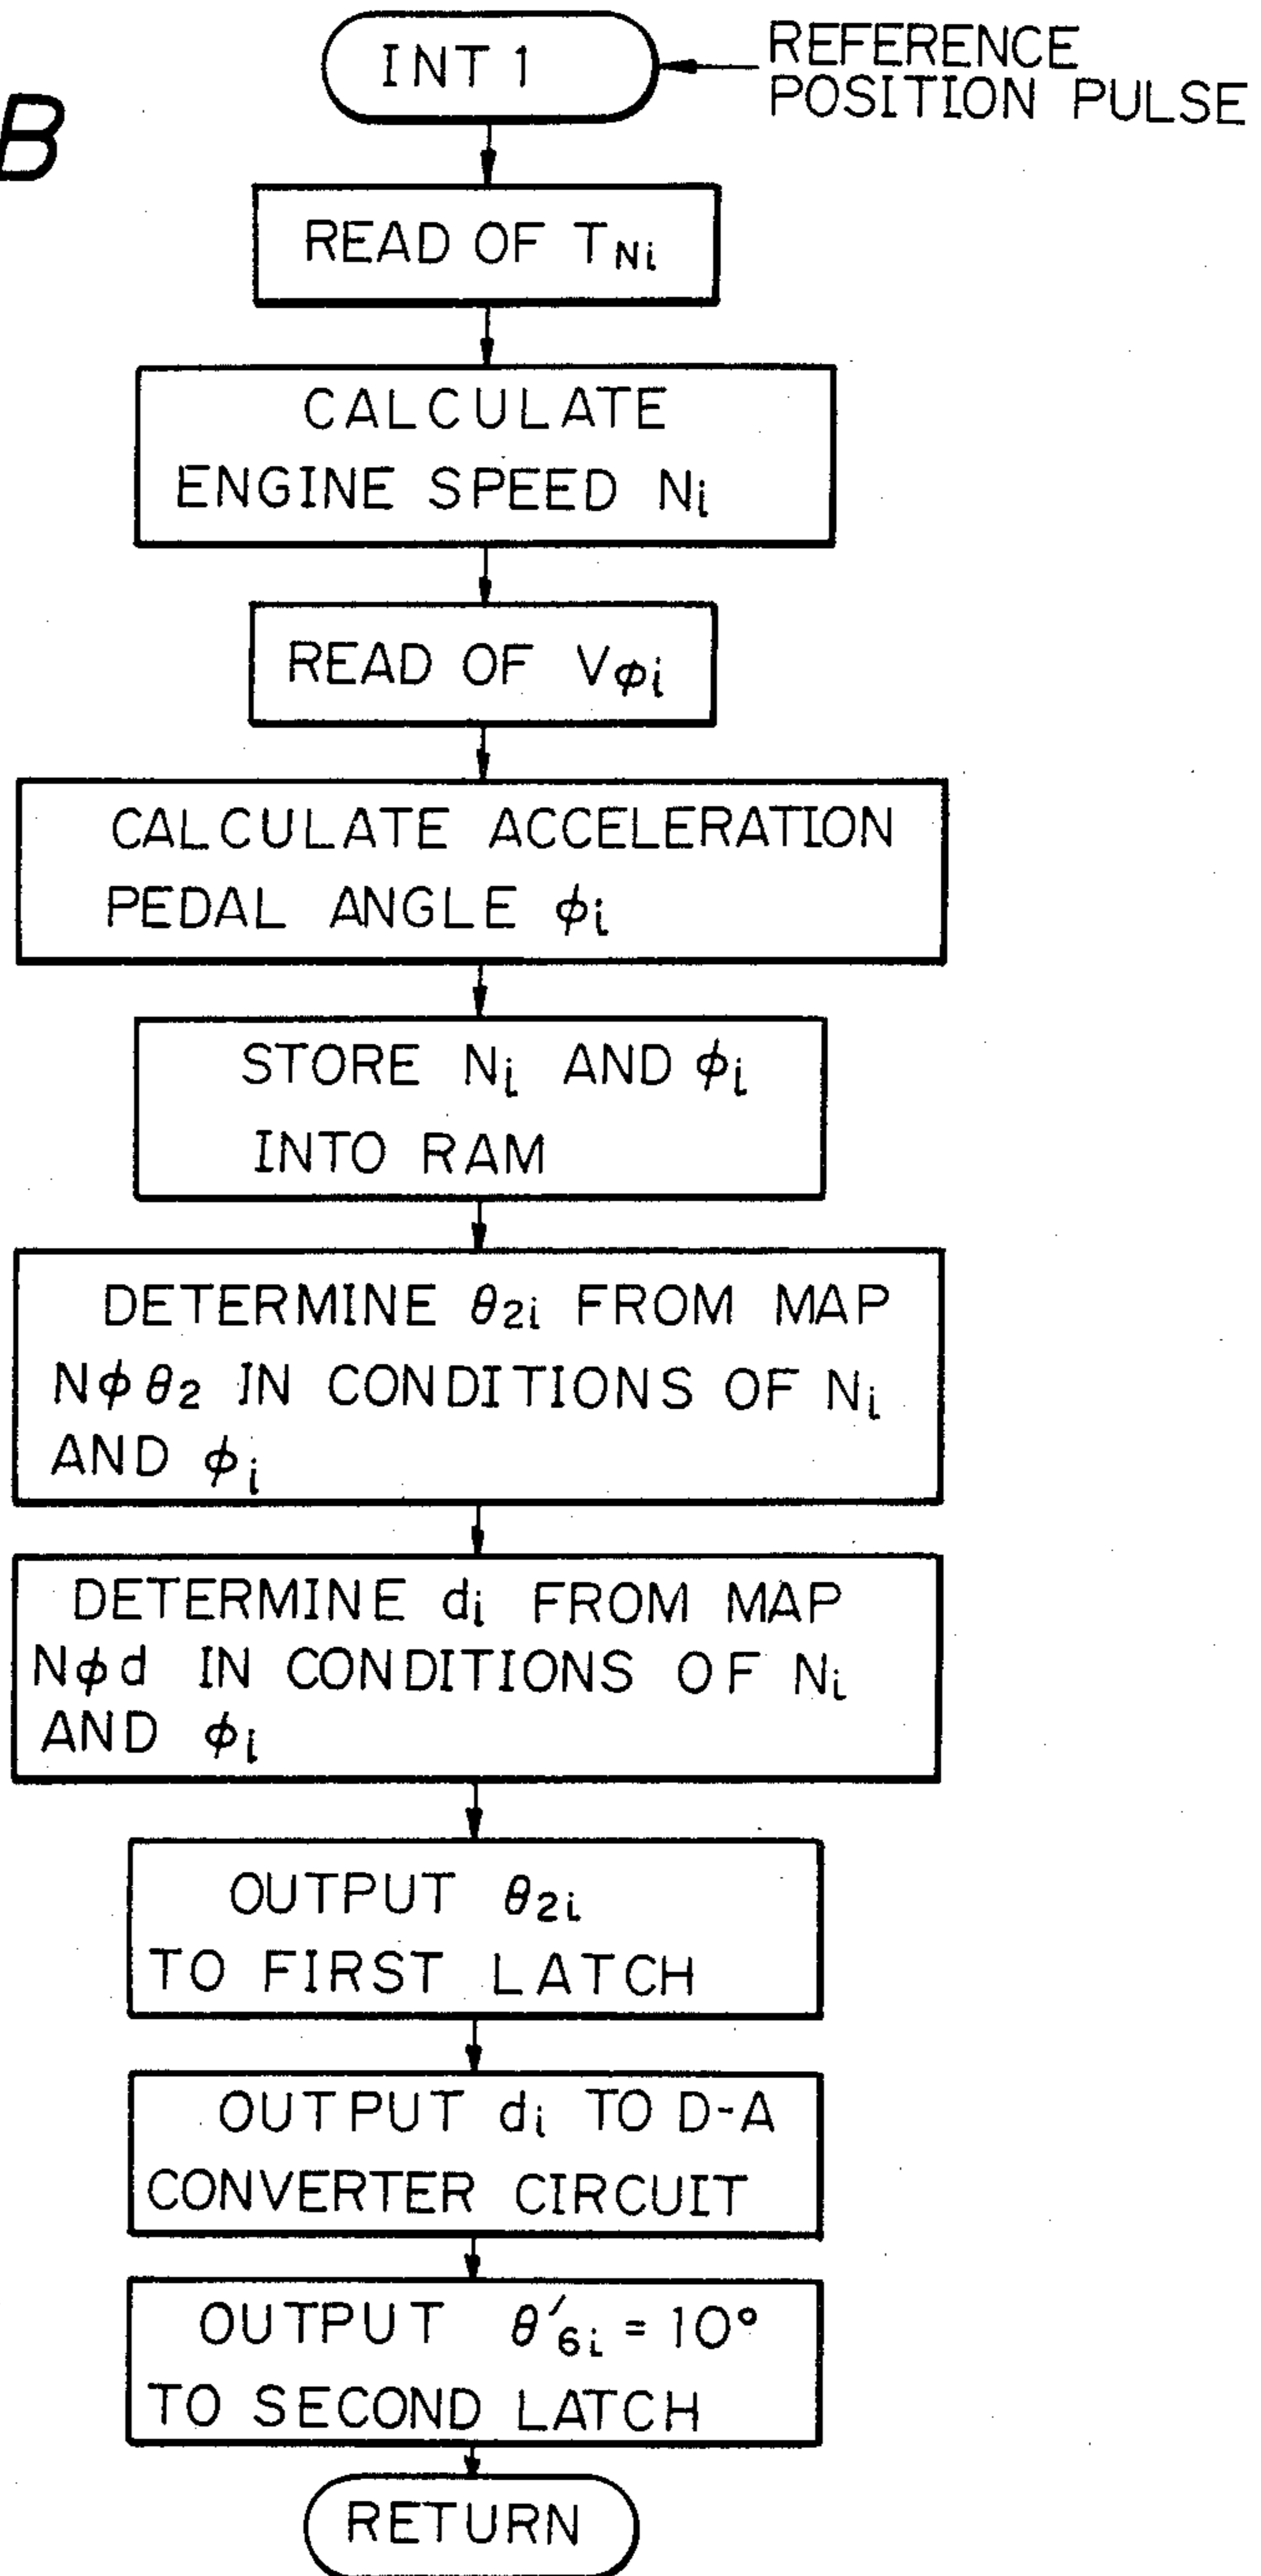 B
INT 1
REFERENCE
POSITION PULSE
READ OF T_Ni
CALCULATE
ENGINE SPEED Ni
READ OF Vϕi
CALCULATE ACCELERATION
PEDAL ANGLE ϕi
STORE Ni AND ϕi
INTO RAM
DETERMINE θ2i FROM MAP
Nϕθ2 IN CONDITIONS OF Ni
AND ϕi
DETERMINE di FROM MAP
Nϕd IN CONDITIONS OF Ni
AND ϕi
OUTPUT θ2i
TO FIRST LATCH
OUTPUT di TO D-A
CONVERTER CIRCUIT
OUTPUT θ′6i = 10°
TO SECOND LATCH
RETURN